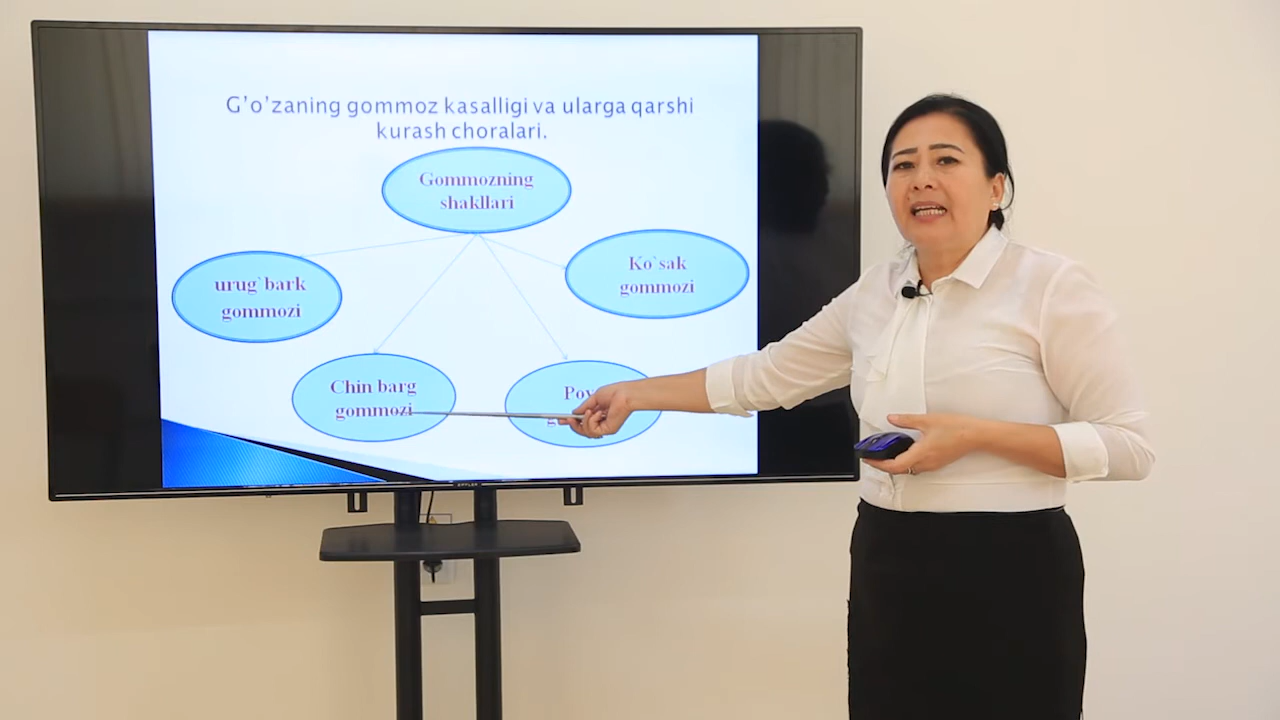 G'o'zaning gommoz kasalligi va ularga qarshi
kurash choralari.
Gommozning
shakllari
urug`bark
gommozi
Ko`sak
gommozi
Chin barg
gommozi
EPPLER